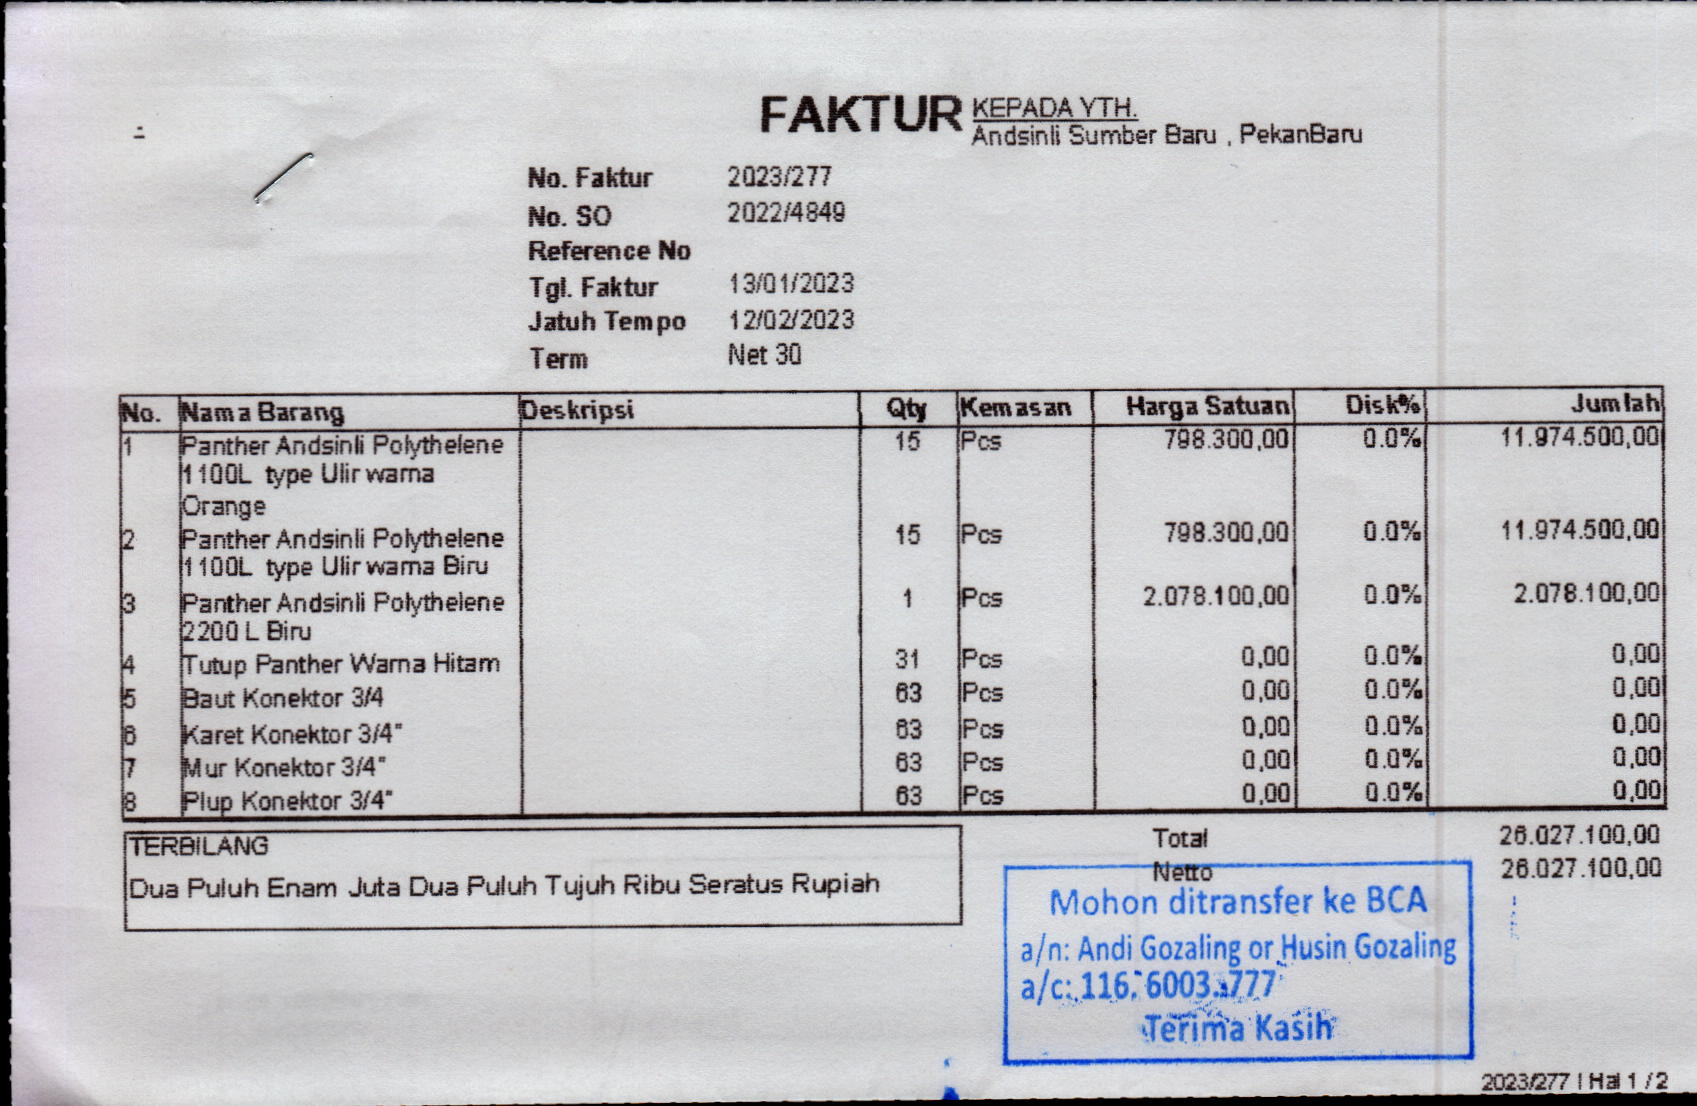 FAKTUR KEPADA YTH.
Andsinli Sumber Baru , PekanBaru
No. Faktur 2023/277
No. SO 2022/4849
Reference No
Tgl. Faktur 13/01/2023
Jatuh Tempo 12/02/2023
Term Net 30
No. Nama Barang Deskripsi Qty Kemasan Harga Satuan Disk% Jumlah
1 Panther Andsinli Polythelene 15 Pcs 798.300,00 0.0% 11.974.500,00
1100L type Ulir warna
Orange
2 Panther Andsinli Polythelene 15 Pcs 798.300,00 0.0% 11.974.500,00
1100L type Ulir warna Biru
3 Panther Andsinli Polythelene 1 Pcs 2.078.100,00 0.0% 2.078.100,00
2200 L Biru
4 Tutup Panther Warna Hitam 31 Pcs 0,00 0.0% 0,00
5 Baut Konektor 3/4 63 Pcs 0,00 0.0% 0,00
6 Karet Konektor 3/4" 63 Pcs 0,00 0.0% 0,00
7 Mur Konektor 3/4" 63 Pcs 0,00 0.0% 0,00
8 Plup Konektor 3/4" 63 Pcs 0,00 0.0% 0,00
TERBILANG
Dua Puluh Enam Juta Dua Puluh Tujuh Ribu Seratus Rupiah
Total 26.027.100,00
Netto 26.027.100,00
Mohon ditransfer ke BCA
a/n: Andi Gozaling or Husin Gozaling
a/c: 116. 6003.777
Terima Kasih
2023/277 | Hal 1 / 2